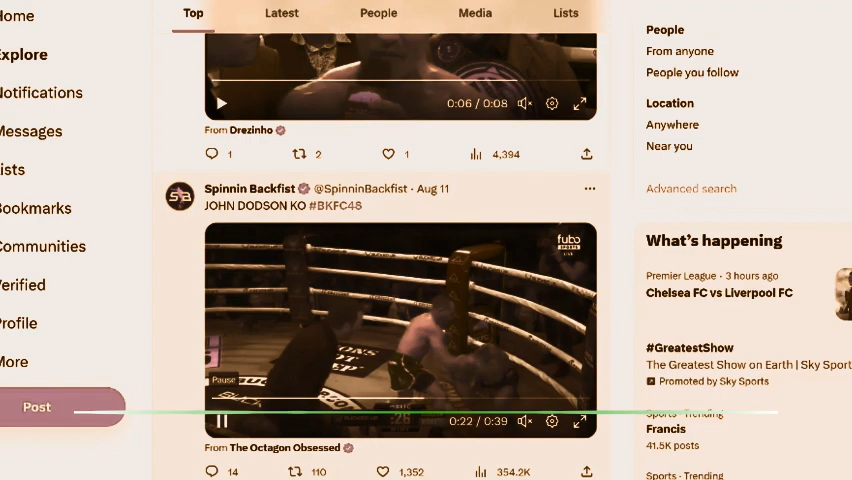 Home
Explore
Notifications
Messages
Lists
Bookmarks
Communities
Verified
Profile
More
Post
Top Latest People Media Lists
0:06 / 0:08
From Drezinho
1 2 1 4,394
Spinnin Backfist @SpinninBackfist · Aug 11
JOHN DODSON KO #BKFC48
fubo
SPORTS
LIVE
Pause
:26
0:22 / 0:39
From The Octagon Obsessed
14 110 1,352 354.2K
People
From anyone
People you follow
Location
Anywhere
Near you
Advanced search
What's happening
Premier League · 3 hours ago
Chelsea FC vs Liverpool FC
#GreatestShow
The Greatest Show on Earth | Sky Sport
Promoted by Sky Sports
Sports · Trending
Francis
41.5K posts
Sports · Trending